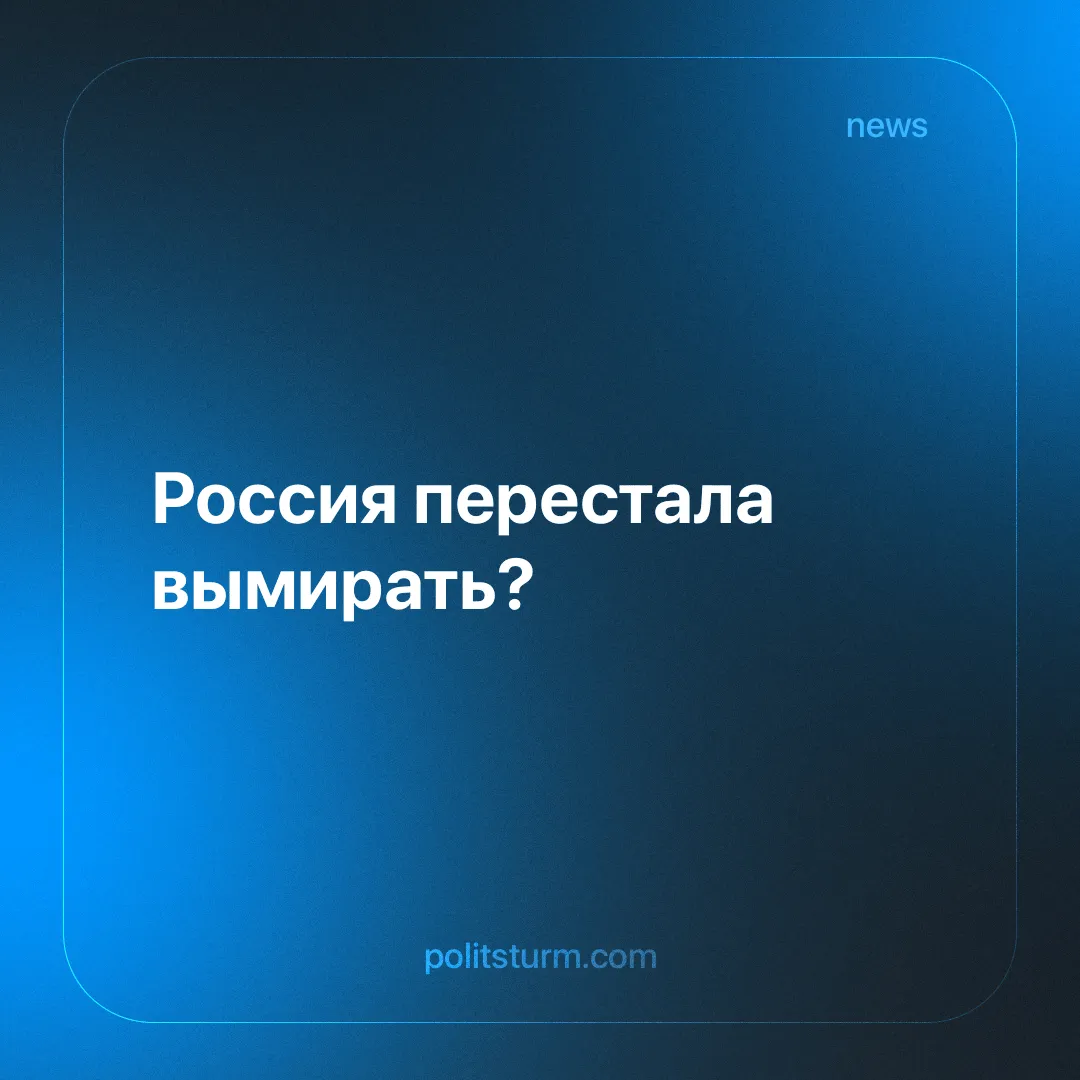 news
Россия перестала
вымирать?
politsturm.com